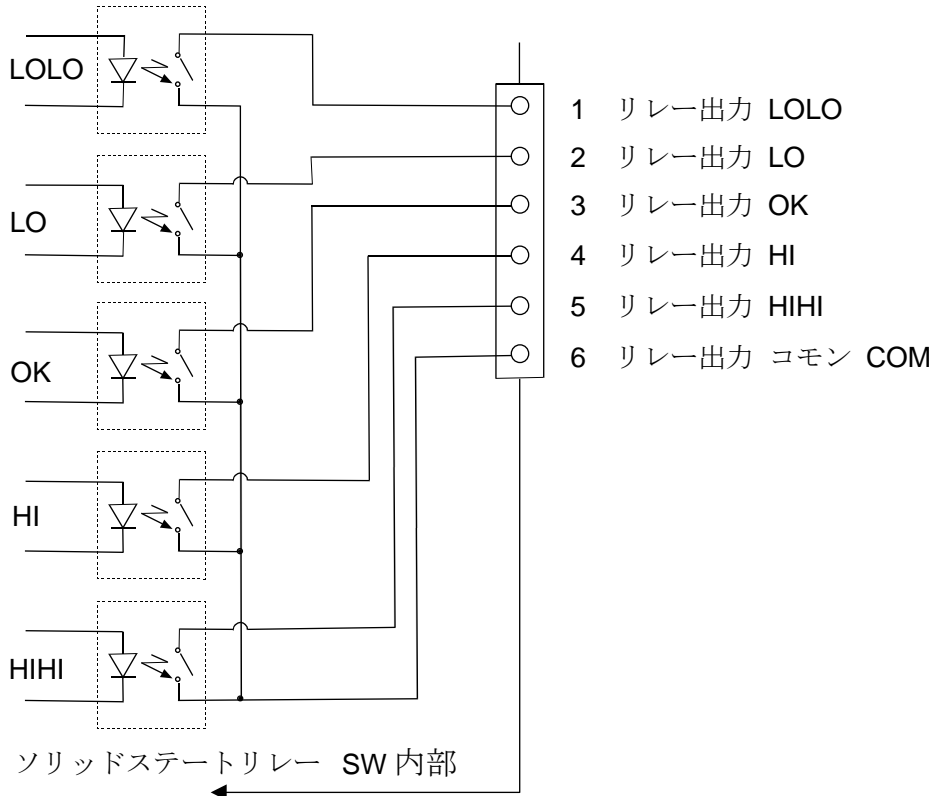 LOLO
LO
OK
HI
HIHI
1 リレー出力 LOLO
2 リレー出力 LO
3 リレー出力 OK
4 リレー出力 HI
5 リレー出力 HIHI
6 リレー出力 コモン COM
ソリッドステートリレー SW 内部